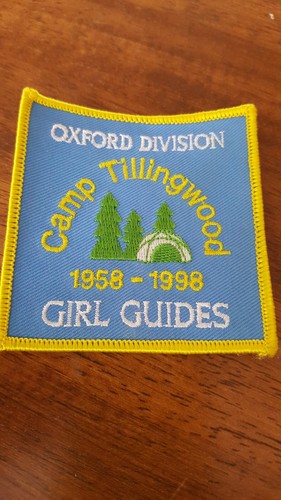 OXFORD DIVISION
Camp Tillingwood
1958 - 1998
GIRL GUIDES